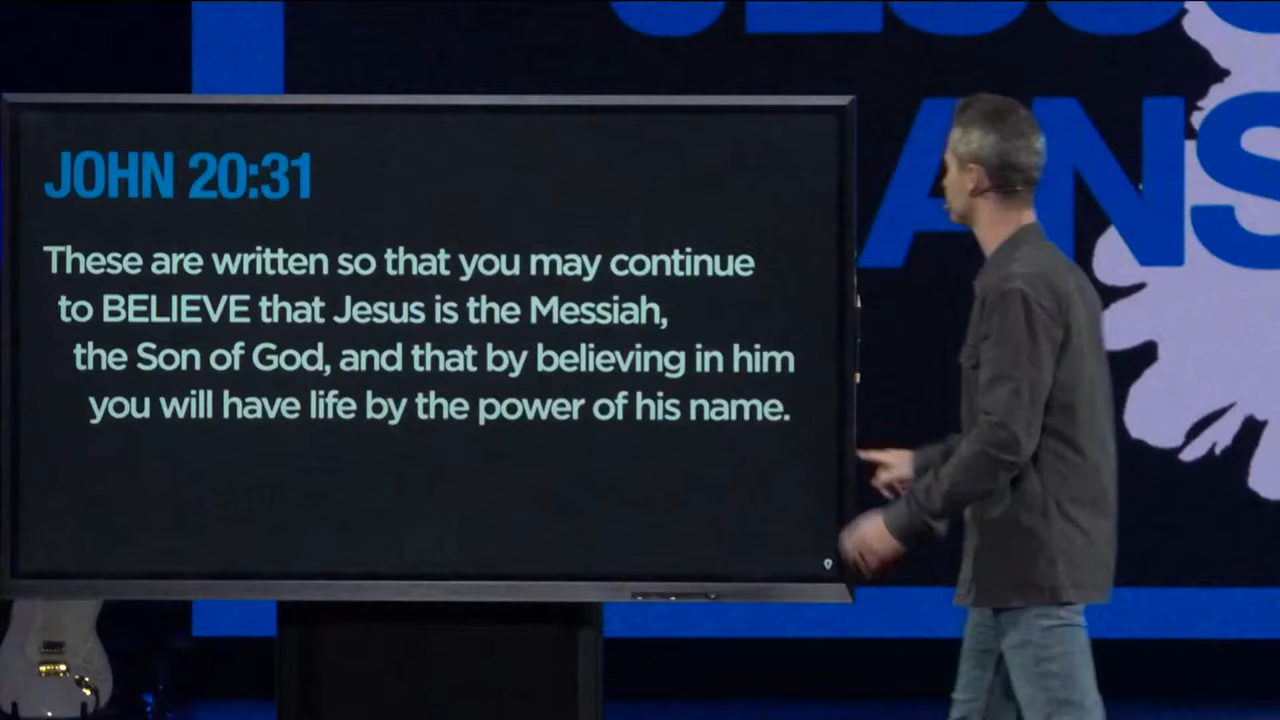 JOHN 20:31
These are written so that you may continue
to BELIEVE that Jesus is the Messiah,
the Son of God, and that by believing in him
you will have life by the power of his name.
ANS